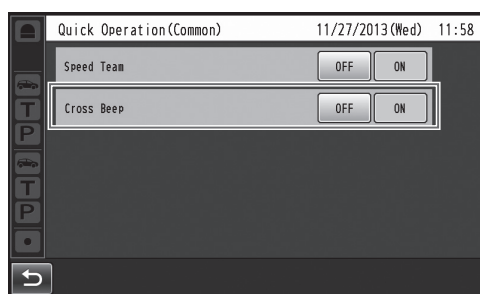 Quick Operation(Common) 11/27/2013(Wed) 11:58
Speed Team OFF ON
Cross Beep OFF ON
T
P
T
P